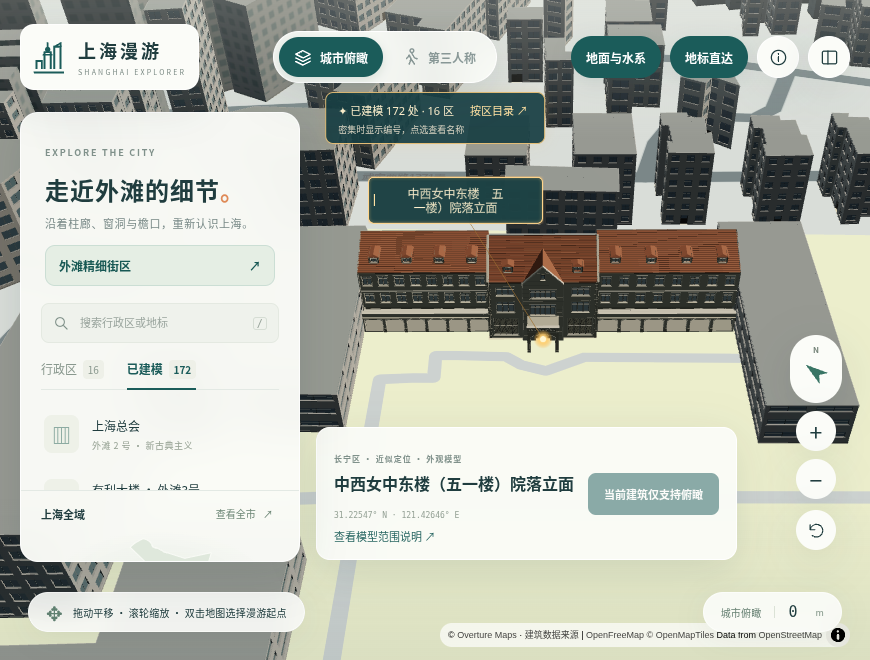 上海漫游
SHANGHAI EXPLORER
城市俯瞰
第三人称
地面与水系
地标直达
✦ 已建模 172 处 · 16 区 按区目录 ↗
密集时显示编号，点选查看名称
EXPLORE THE CITY
走近外滩的细节。
沿着柱廊、窗洞与檐口，重新认识上海。
外滩精细街区 ↗
搜索行政区或地标 /
行政区 16
已建模 172
上海总会
外滩 2 号 · 新古典主义
有利大楼 · 外滩3号
上海全域
查看全市 ↗
中西女中东楼（五
一楼）院落立面
N
+
−
长宁区 · 近似定位 · 外观模型
中西女中东楼（五一楼）院落立面
31.22547° N · 121.42646° E
查看模型范围说明 ↗
当前建筑仅支持俯瞰
拖动平移 · 滚轮缩放 · 双击地图选择漫游起点
城市俯瞰 0 m
© Overture Maps · 建筑数据来源 | OpenFreeMap © OpenMapTiles Data from OpenStreetMap